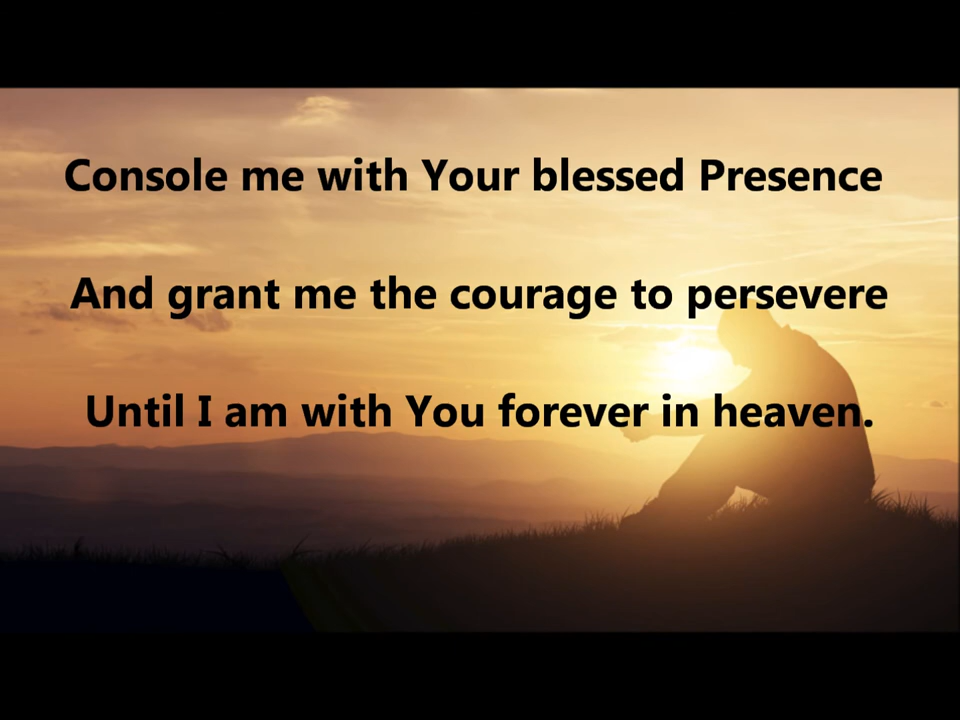 Console me with Your blessed Presence
And grant me the courage to persevere
Until I am with You forever in heaven.